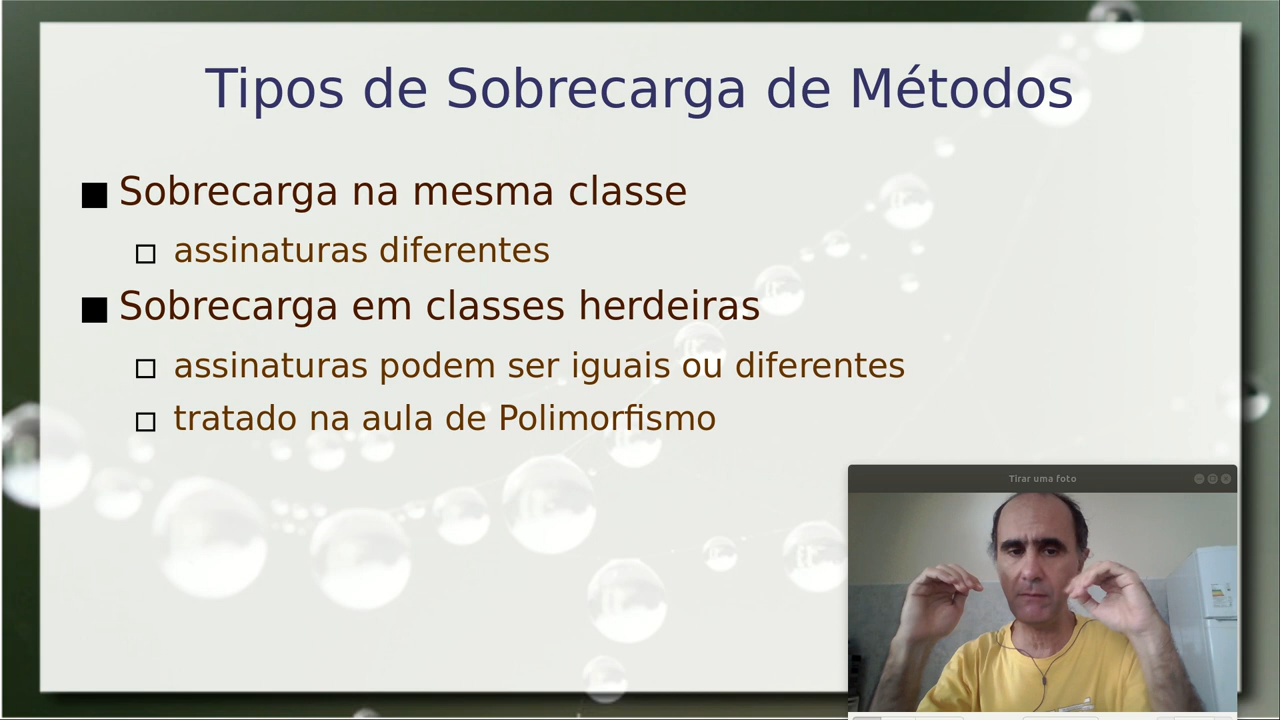 Tipos de Sobrecarga de Métodos
Sobrecarga na mesma classe
assinaturas diferentes
Sobrecarga em classes herdeiras
assinaturas podem ser iguais ou diferentes
tratado na aula de Polimorfismo
Tirar uma foto